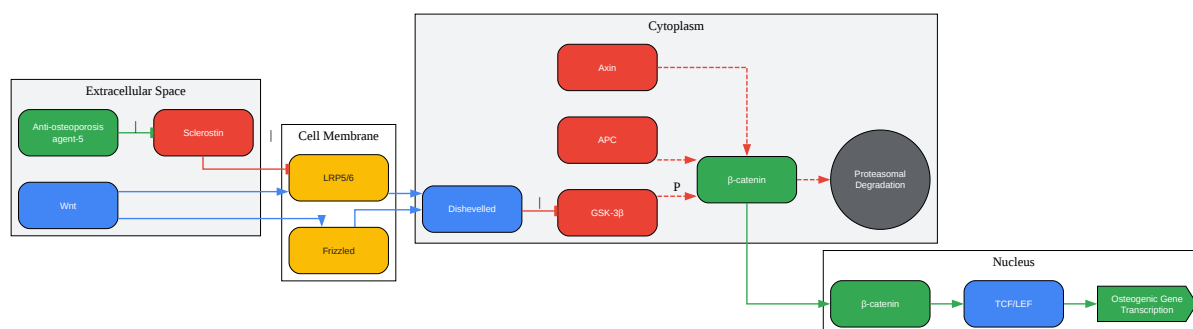 Cytoplasm
Axin
Extracellular Space
Anti-osteoporosis
agent-5
|
Sclerostin
|
Cell Membrane
APC
LRP5/6
β-catenin
Proteasomal
Degradation
P
Wnt
Dishevelled
|
GSK-3β
Frizzled
Nucleus
β-catenin
TCF/LEF
Osteogenic Gene
Transcription